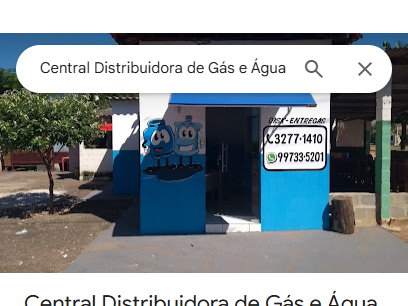 Central Distribuidora de Gás e Água
DISK-ENTREGAS
3277-1410
99733-5201
Central Distribuidora de Gás e Água